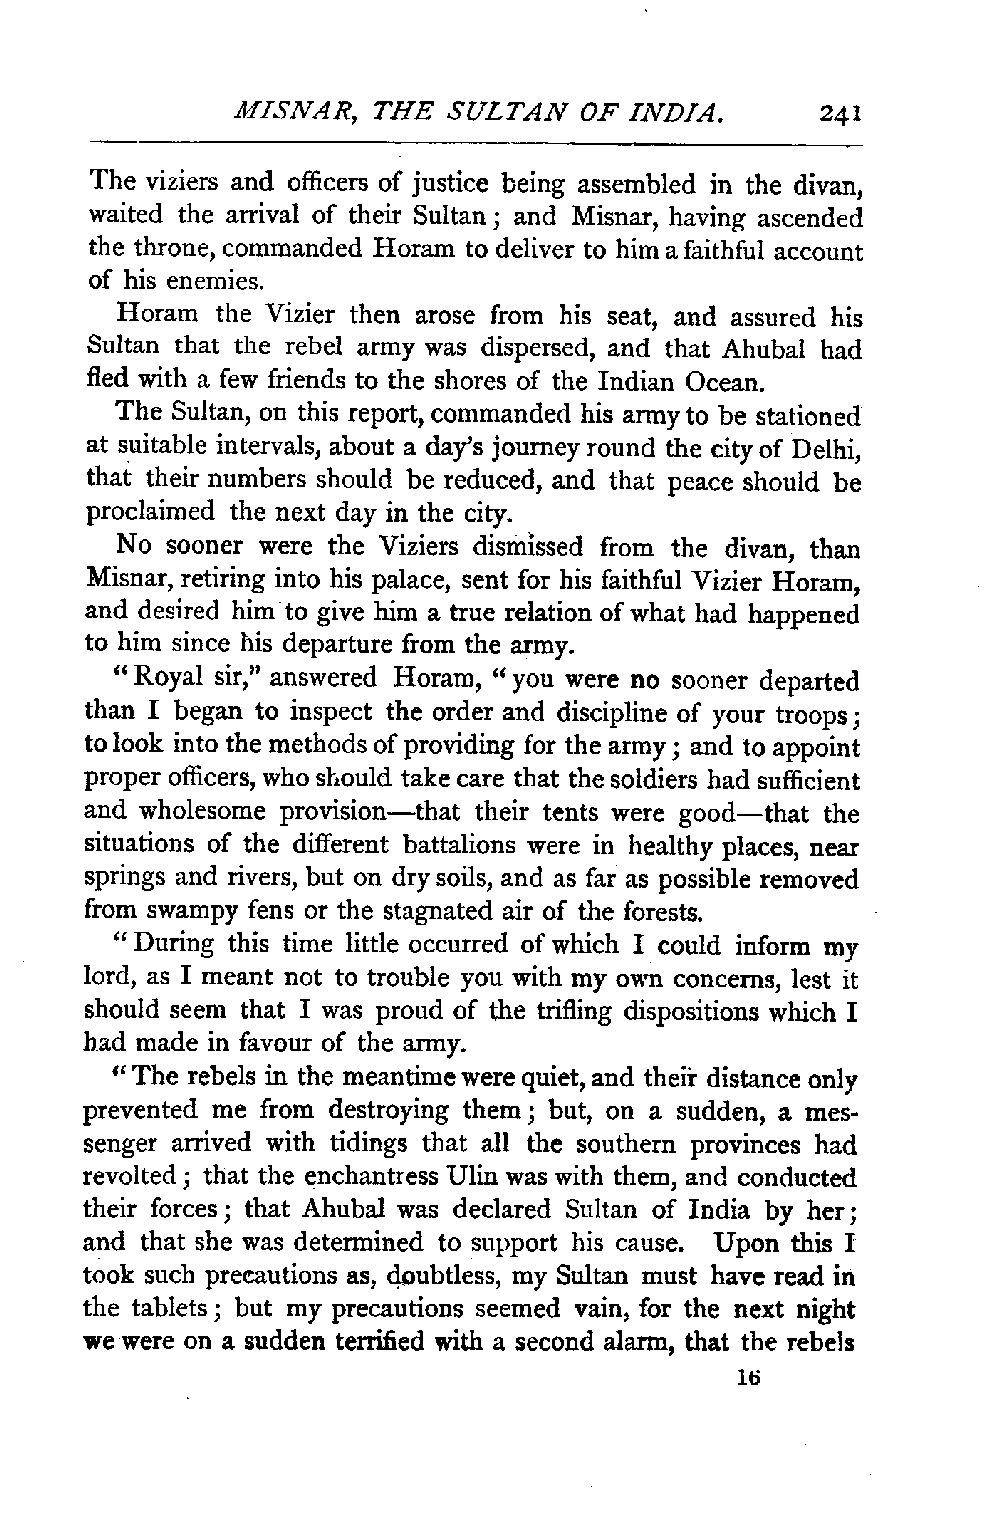 MISNAR, THE SULTAN OF INDIA. 241
The viziers and officers of justice being assembled in the divan,
waited the arrival of their Sultan; and Misnar, having ascended
the throne, commanded Horam to deliver to him a faithful account
of his enemies.
Horam the Vizier then arose from his seat, and assured his
Sultan that the rebel army was dispersed, and that Ahubal had
fled with a few friends to the shores of the Indian Ocean.
The Sultan, on this report, commanded his army to be stationed
at suitable intervals, about a day's journey round the city of Delhi,
that their numbers should be reduced, and that peace should be
proclaimed the next day in the city.
No sooner were the Viziers dismissed from the divan, than
Misnar, retiring into his palace, sent for his faithful Vizier Horam,
and desired him to give him a true relation of what had happened
to him since his departure from the army.
"Royal sir," answered Horam, "you were no sooner departed
than I began to inspect the order and discipline of your troops;
to look into the methods of providing for the army; and to appoint
proper officers, who should take care that the soldiers had sufficient
and wholesome provision—that their tents were good—that the
situations of the different battalions were in healthy places, near
springs and rivers, but on dry soils, and as far as possible removed
from swampy fens or the stagnated air of the forests.
"During this time little occurred of which I could inform my
lord, as I meant not to trouble you with my own concerns, lest it
should seem that I was proud of the trifling dispositions which I
had made in favour of the army.
"The rebels in the meantime were quiet, and their distance only
prevented me from destroying them; but, on a sudden, a mes-
senger arrived with tidings that all the southern provinces had
revolted; that the enchantress Ulin was with them, and conducted
their forces; that Ahubal was declared Sultan of India by her;
and that she was determined to support his cause. Upon this I
took such precautions as, doubtless, my Sultan must have read in
the tablets; but my precautions seemed vain, for the next night
we were on a sudden terrified with a second alarm, that the rebels
16